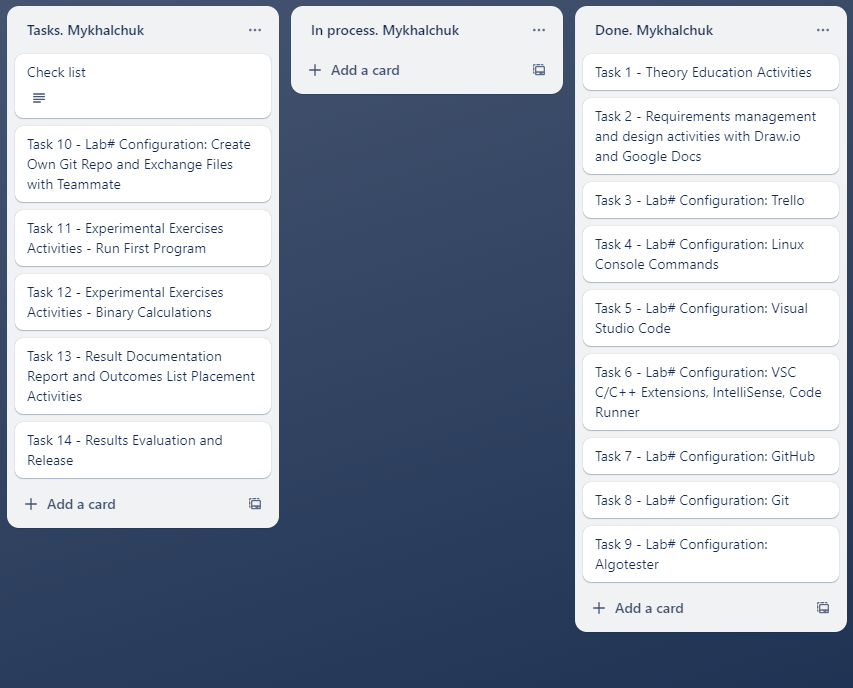 Tasks. Mykhalchuk
Check list
Task 10 - Lab# Configuration: Create
Own Git Repo and Exchange Files
with Teammate
Task 11 - Experimental Exercises
Activities - Run First Program
Task 12 - Experimental Exercises
Activities - Binary Calculations
Task 13 - Result Documentation
Report and Outcomes List Placement
Activities
Task 14 - Results Evaluation and
Release
Add a card
In process. Mykhalchuk
Add a card
Done. Mykhalchuk
Task 1 - Theory Education Activities
Task 2 - Requirements management
and design activities with Draw.io
and Google Docs
Task 3 - Lab# Configuration: Trello
Task 4 - Lab# Configuration: Linux
Console Commands
Task 5 - Lab# Configuration: Visual
Studio Code
Task 6 - Lab# Configuration: VSC
C/C++ Extensions, IntelliSense, Code
Runner
Task 7 - Lab# Configuration: GitHub
Task 8 - Lab# Configuration: Git
Task 9 - Lab# Configuration:
Algotester
Add a card